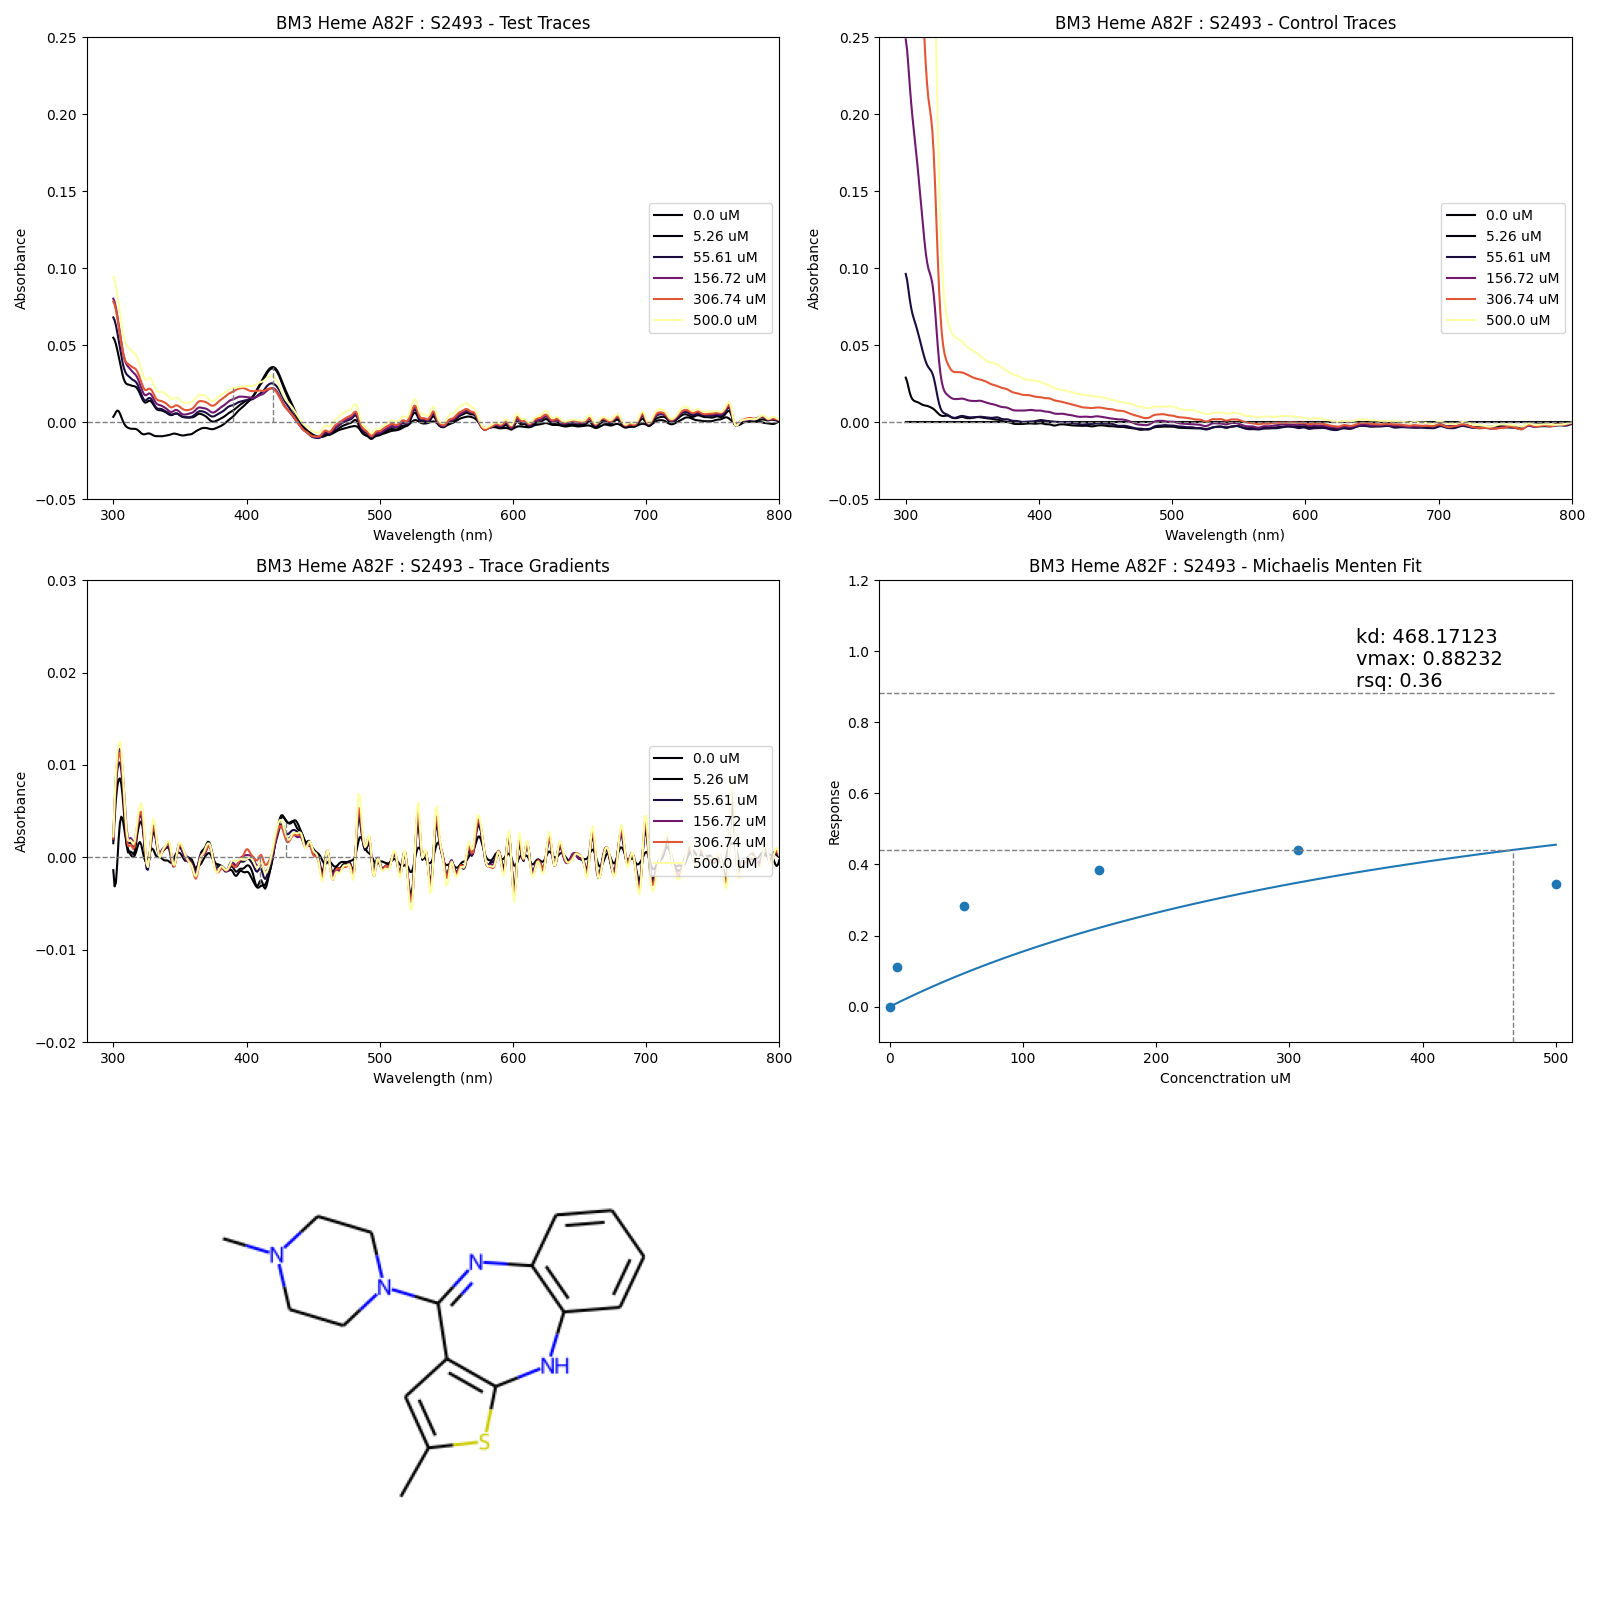 BM3 Heme A82F : S2493 - Test Traces
0.25
0.20
0.15
0.10
0.05
0.00
−0.05
Absorbance
300
400
500
600
700
800
Wavelength (nm)
0.0 uM
5.26 uM
55.61 uM
156.72 uM
306.74 uM
500.0 uM
BM3 Heme A82F : S2493 - Control Traces
0.25
0.20
0.15
0.10
0.05
0.00
−0.05
Absorbance
300
400
500
600
700
800
Wavelength (nm)
0.0 uM
5.26 uM
55.61 uM
156.72 uM
306.74 uM
500.0 uM
BM3 Heme A82F : S2493 - Trace Gradients
0.03
0.02
0.01
0.00
−0.01
−0.02
Absorbance
300
400
500
600
700
800
Wavelength (nm)
0.0 uM
5.26 uM
55.61 uM
156.72 uM
306.74 uM
500.0 uM
BM3 Heme A82F : S2493 - Michaelis Menten Fit
1.2
1.0
0.8
0.6
0.4
0.2
0.0
Response
kd: 468.17123
vmax: 0.88232
rsq: 0.36
0
100
200
300
400
500
Concenctration uM
N
N
N
NH
S